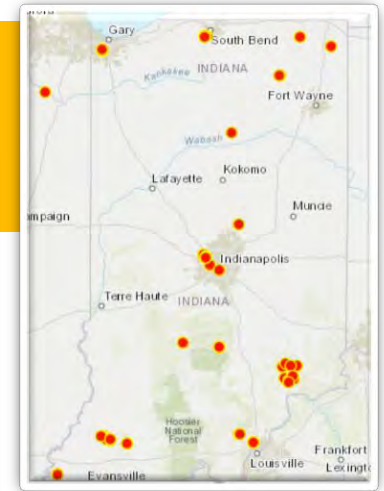 Gary
South Bend
Kankakee
INDIANA
Fort Wayne
Wabash
Lafayette
Kokomo
Muncie
mpaign
Indianapolis
Terre Haute
INDIANA
Hoosier
National
Forest
Frankfort
Louisville
Lexingto
Evansville